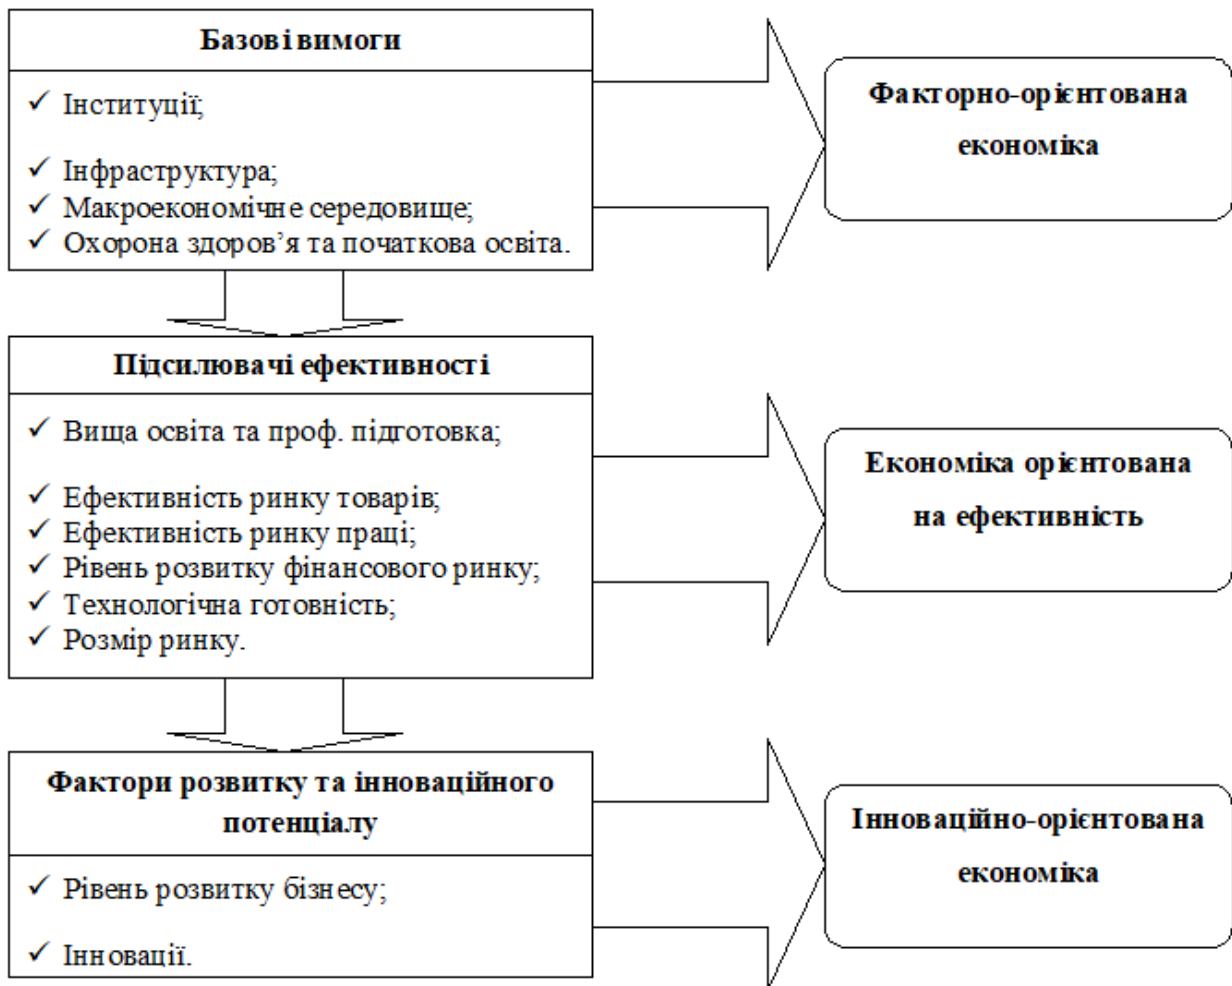 Базові вимоги
✓ Інституції;
✓ Інфраструктура;
✓ Макроекономічне середовище;
✓ Охорона здоров’я та початкова освіта.
Факторно-орієнтована
економіка
Підсилювачі ефективності
✓ Вища освіта та проф. підготовка;
✓ Ефективність ринку товарів;
✓ Ефективність ринку праці;
✓ Рівень розвитку фінансового ринку;
✓ Технологічна готовність;
✓ Розмір ринку.
Економіка орієнтована
на ефективність
Фактори розвитку та інноваційного
потенціалу
✓ Рівень розвитку бізнесу;
✓ Інновації.
Інноваційно-орієнтована
економіка